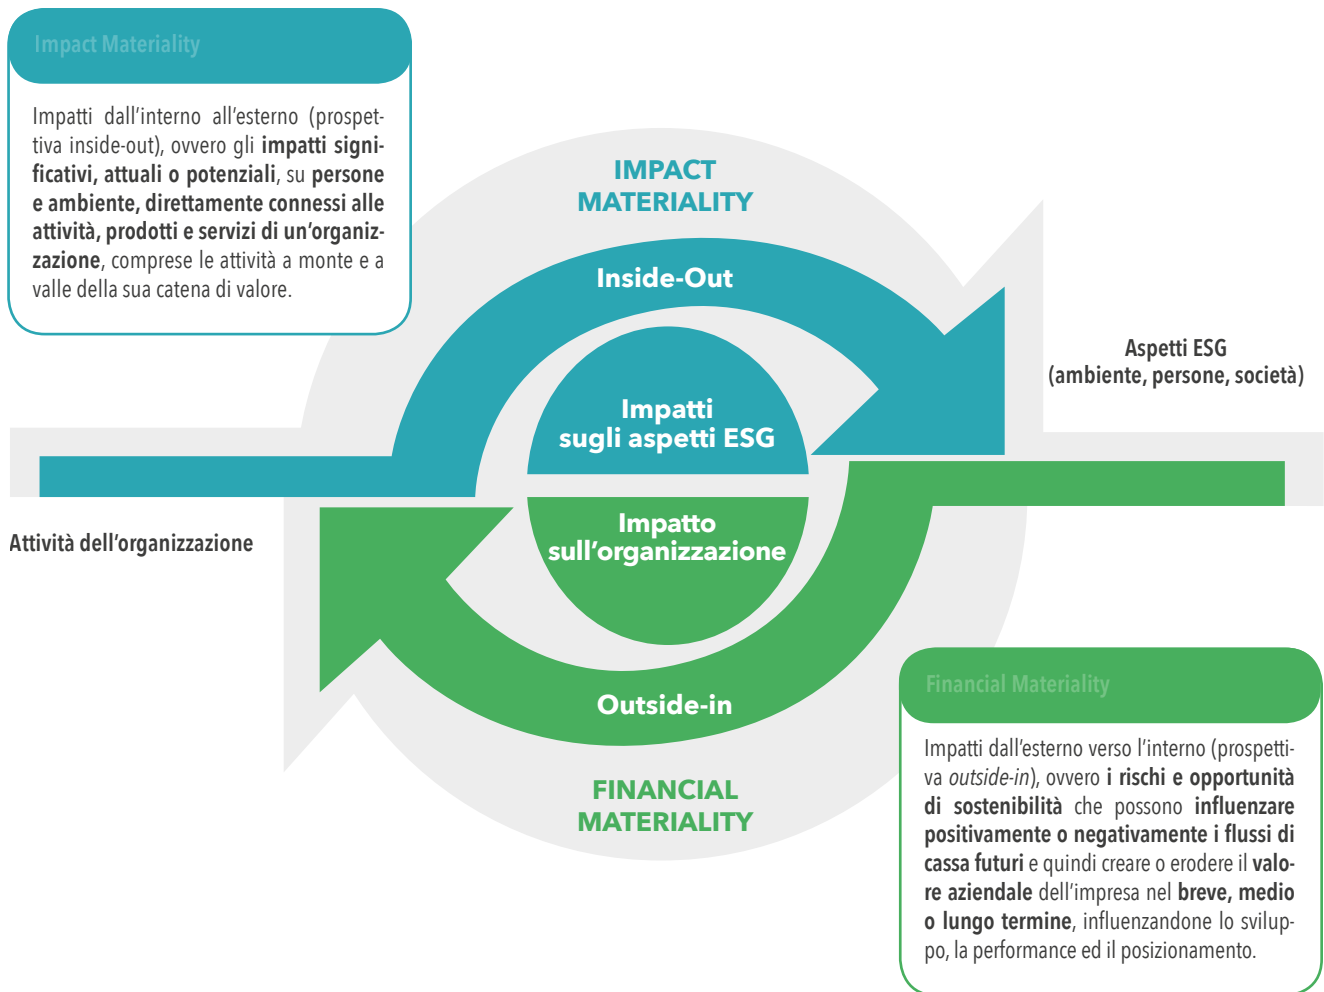 Impact Materiality
Impatti dall'interno all'esterno (prospet-
tiva inside-out), ovvero gli impatti signi-
ficativi, attuali o potenziali, su persone
e ambiente, direttamente connessi alle
attività, prodotti e servizi di un'organiz-
zazione, comprese le attività a monte e a
valle della sua catena di valore.
IMPACT
MATERIALITY
Inside-Out
Impatti
sugli aspetti ESG
Aspetti ESG
(ambiente, persone, società)
Attività dell'organizzazione
Impatto
sull'organizzazione
Outside-in
FINANCIAL
MATERIALITY
Financial Materiality
Impatti dall'esterno verso l'interno (prospetti-
va outside-in), ovvero i rischi e opportunità
di sostenibilità che possono influenzare
positivamente o negativamente i flussi di
cassa futuri e quindi creare o erodere il valo-
re aziendale dell'impresa nel breve, medio
o lungo termine, influenzandone lo svilup-
po, la performance ed il posizionamento.